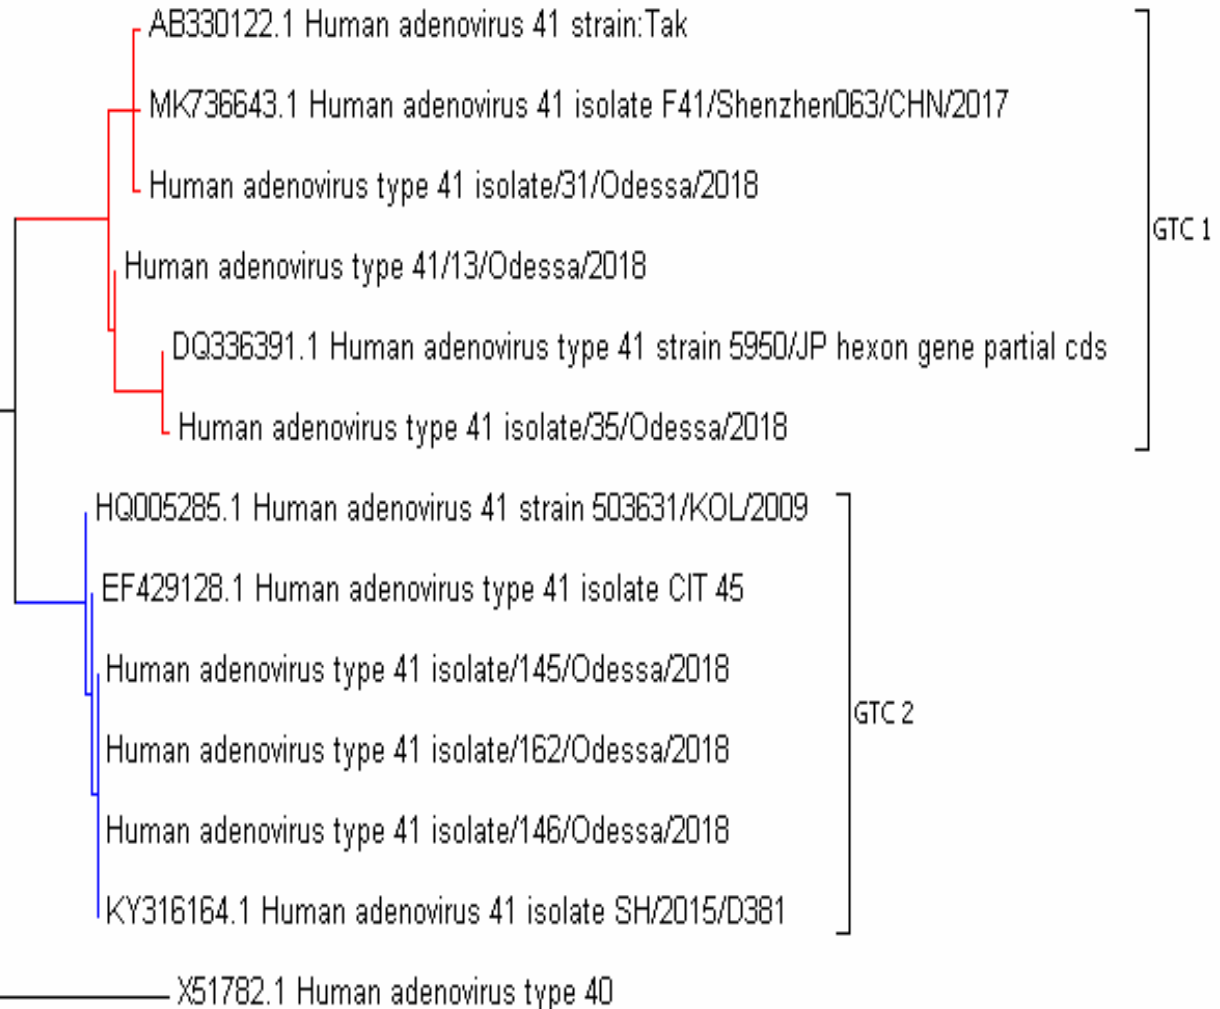 AB330122.1 Human adenovirus 41 strain:Tak
MK736643.1 Human adenovirus 41 isolate F41/Shenzhen063/CHN/2017
Human adenovirus type 41 isolate/31/Odessa/2018
GTC 1
Human adenovirus type 41/13/Odessa/2018
DQ336391.1 Human adenovirus type 41 strain 5950/JP hexon gene partial cds
Human adenovirus type 41 isolate/35/Odessa/2018
HQ005285.1 Human adenovirus 41 strain 503631/KOL/2009
EF429128.1 Human adenovirus type 41 isolate CIT 45
Human adenovirus type 41 isolate/145/Odessa/2018
GTC 2
Human adenovirus type 41 isolate/162/Odessa/2018
Human adenovirus type 41 isolate/146/Odessa/2018
KY316164.1 Human adenovirus 41 isolate SH/2015/D381
X51782.1 Human adenovirus type 40